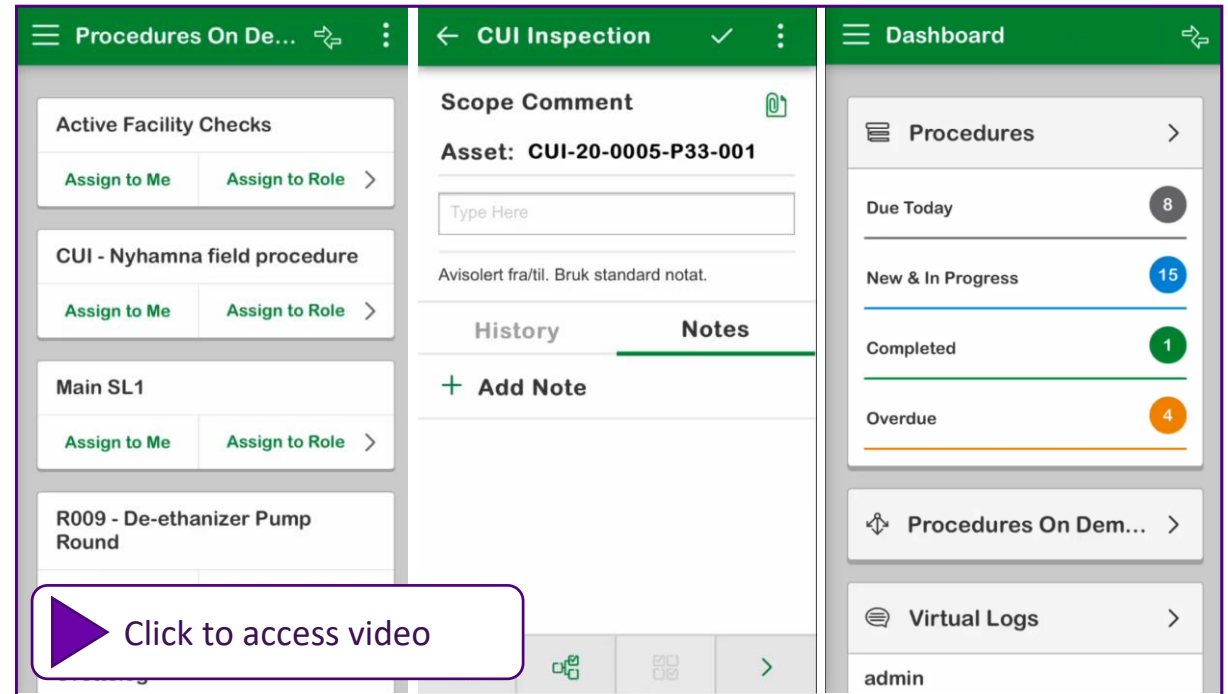 Procedures On De...
Active Facility Checks
Assign to Me
Assign to Role
CUI - Nyhamna field procedure
Assign to Me
Assign to Role
Main SL1
Assign to Me
Assign to Role
R009 - De-ethanizer Pump
Round
Click to access video
CUI Inspection
Scope Comment
Asset: CUI-20-0005-P33-001
Type Here
Avisolert fra/til. Bruk standard notat.
History
Notes
+ Add Note
Dashboard
Procedures
Due Today
8
New & In Progress
15
Completed
1
Overdue
4
Procedures On Dem...
Virtual Logs
admin